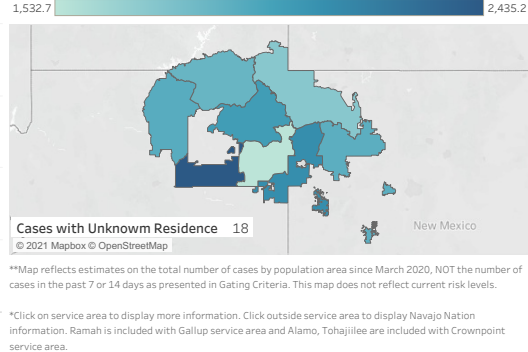 1,532.7 2,435.2
New Mexico
Cases with Unknowm Residence 18
© 2021 Mapbox © OpenStreetMap
**Map reflects estimates on the total number of cases by population area since March 2020, NOT the number of
cases in the past 7 or 14 days as presented in Gating Criteria. This map does not reflect current risk levels.
*Click on service area to display more information. Click outside service area to display Navajo Nation
information. Ramah is included with Gallup service area and Alamo, Tohajiilee are included with Crownpoint
service area.